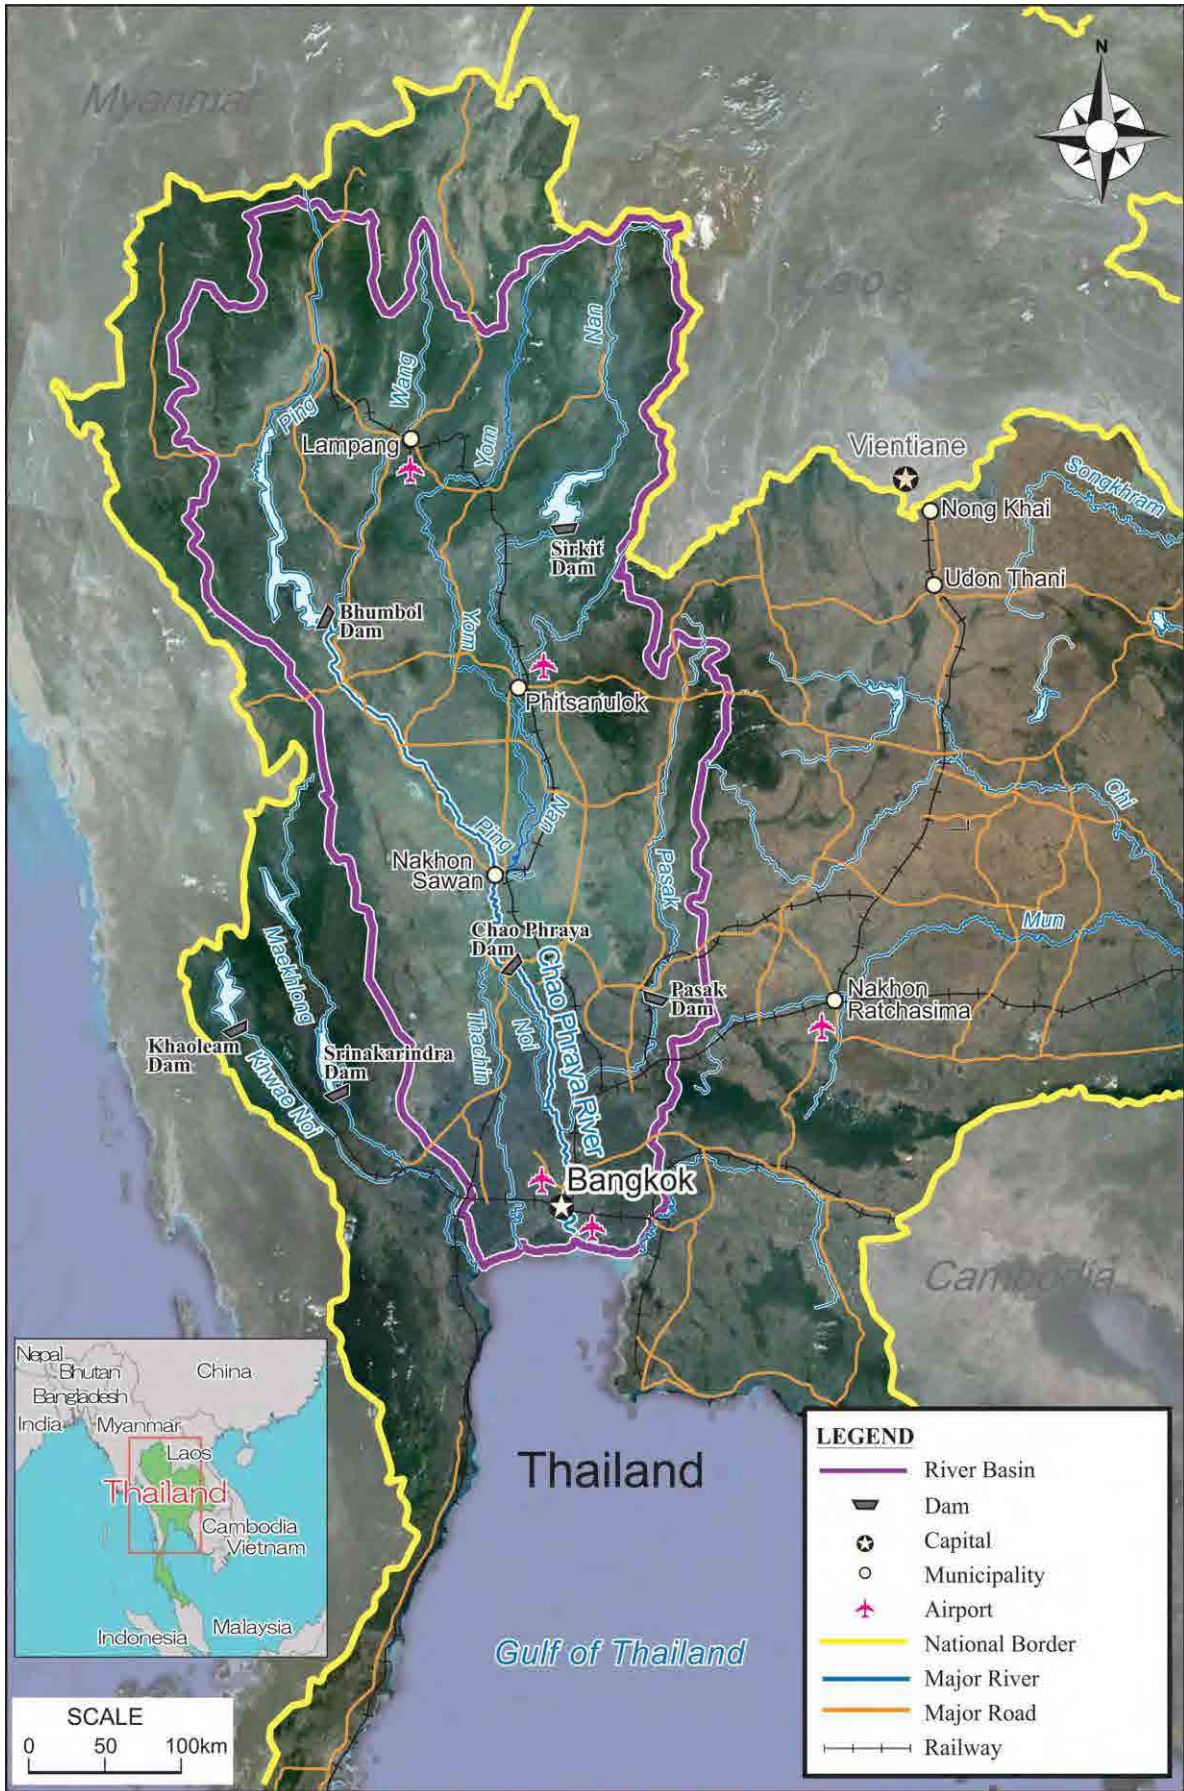 N
Myanmar
Laos
Nan
Wang
Ping
Lampang
Yom
Vientiane
Songkhram
Nong Khai
Sirkit
Dam
Udon Thani
Bhumbol
Dam
Yom
Phitsanulok
Nan
Ping
Chi
Nakhon
Sawan
Pasak
Mun
Chao Phraya
Dam
Maekhlong
Chao Phraya River
Pasak
Dam
Nakhon
Ratchasima
Thachin
Noi
Khaoleam
Dam
Srinakarindra
Dam
Khwae Noi
Bangkok
Cambodia
Nepal
Bhutan
China
Bangladesh
India
Myanmar
Laos
Thailand
Cambodia
Vietnam
Malaysia
Indonesia
Thailand
Gulf of Thailand
SCALE
0 50 100km
LEGEND
River Basin
Dam
Capital
Municipality
Airport
National Border
Major River
Major Road
Railway